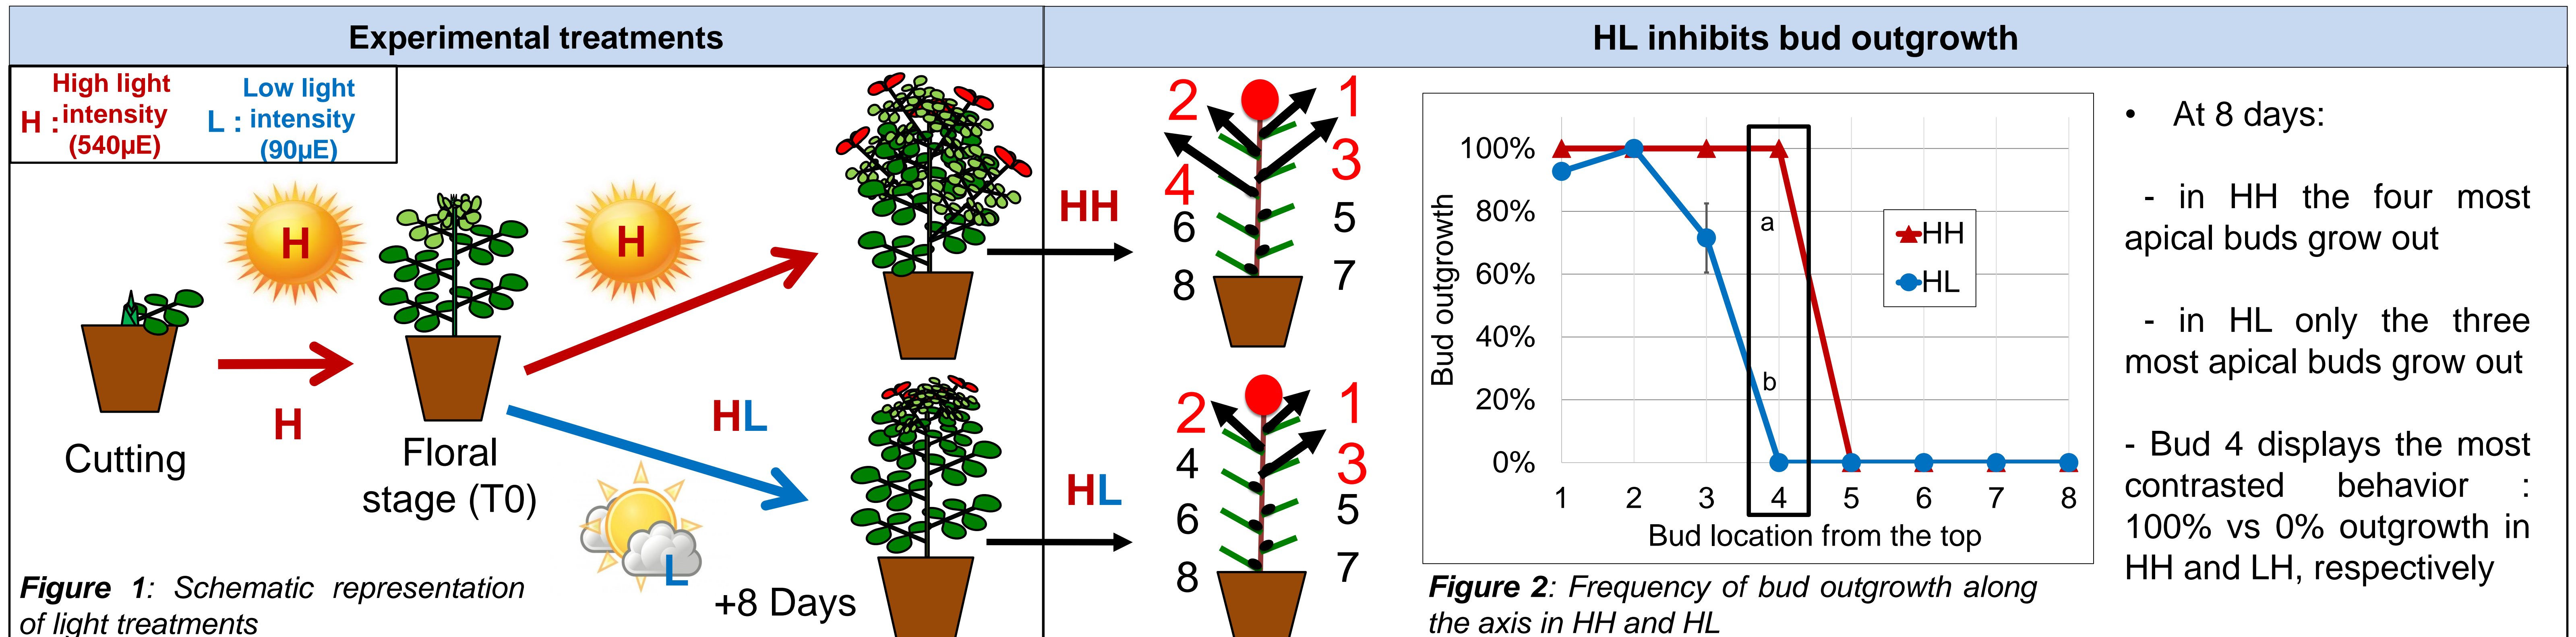 Experimental treatments
High light
H : intensity
(540µE)
Low light
L : intensity
(90µE)
H
H
H
Cutting
Floral
stage (T0)
HL
L
+8 Days
Figure 1: Schematic representation
of light treatments
HL inhibits bud outgrowth
HH
2
1
3
4
6
5
8
7
HL
2
1
3
4
5
6
7
8
Bud outgrowth
100%
80%
60%
40%
20%
0%
a
b
HH
HL
1 2 3 4 5 6 7 8
Bud location from the top
Figure 2: Frequency of bud outgrowth along
the axis in HH and HL
• At 8 days:
- in HH the four most
apical buds grow out
- in HL only the three
most apical buds grow out
- Bud 4 displays the most
contrasted behavior :
100% vs 0% outgrowth in
HH and LH, respectively